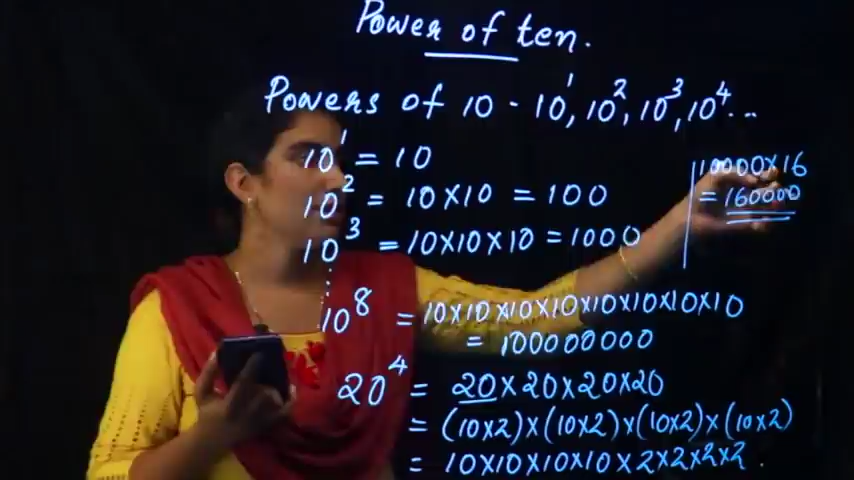 Power of ten.
Powers of 10 - 10¹, 10², 10³, 10⁴...
10¹ = 10
10² = 10×10 = 100
10³ = 10×10×10 = 1000
10000×16
= 160000
10⁸ = 10×10×10×10×10×10×10×10
= 100000000
20⁴ = 20×20×20×20
= (10×2)×(10×2)×(10×2)×(10×2)
= 10×10×10×10×2×2×2×2.